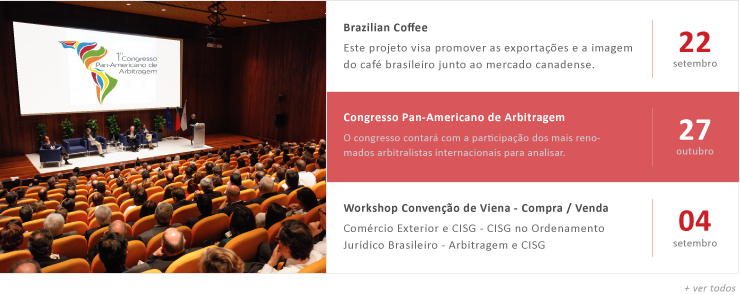 1º Congresso
Pan-Americano de
Arbitragem
Brazilian Coffee
Este projeto visa promover as exportações e a imagem
do café brasileiro junto ao mercado canadense.
22
setembro
Congresso Pan-Americano de Arbitragem
O congresso contará com a participação dos mais reno-
mados arbitralistas internacionais para analisar.
27
outubro
Workshop Convenção de Viena - Compra / Venda
Comércio Exterior e CISG - CISG no Ordenamento
Jurídico Brasileiro - Arbitragem e CISG
04
setembro
+ ver todos